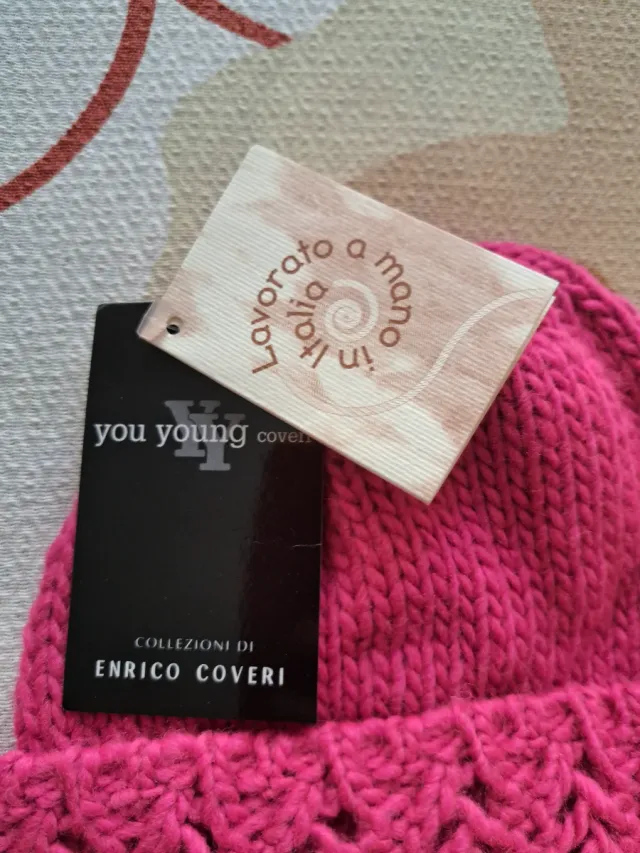 Lavorato a mano
in Italia
YY
you young coveri
COLLEZIONI DI
ENRICO COVERI